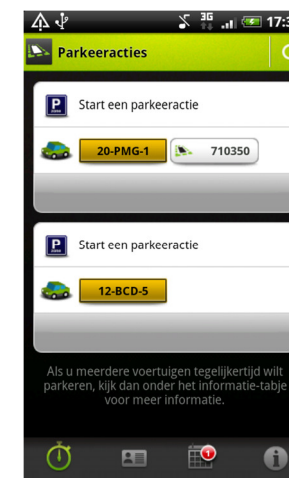 3G 17:3
Parkeeracties
P Start een parkeeractie
20-PMG-1 710350
P Start een parkeeractie
12-BCD-5
Als u meerdere voertuigen tegelijkertijd wilt
parkeren, kijk dan onder het informatie-tabje
voor meer informatie.
1